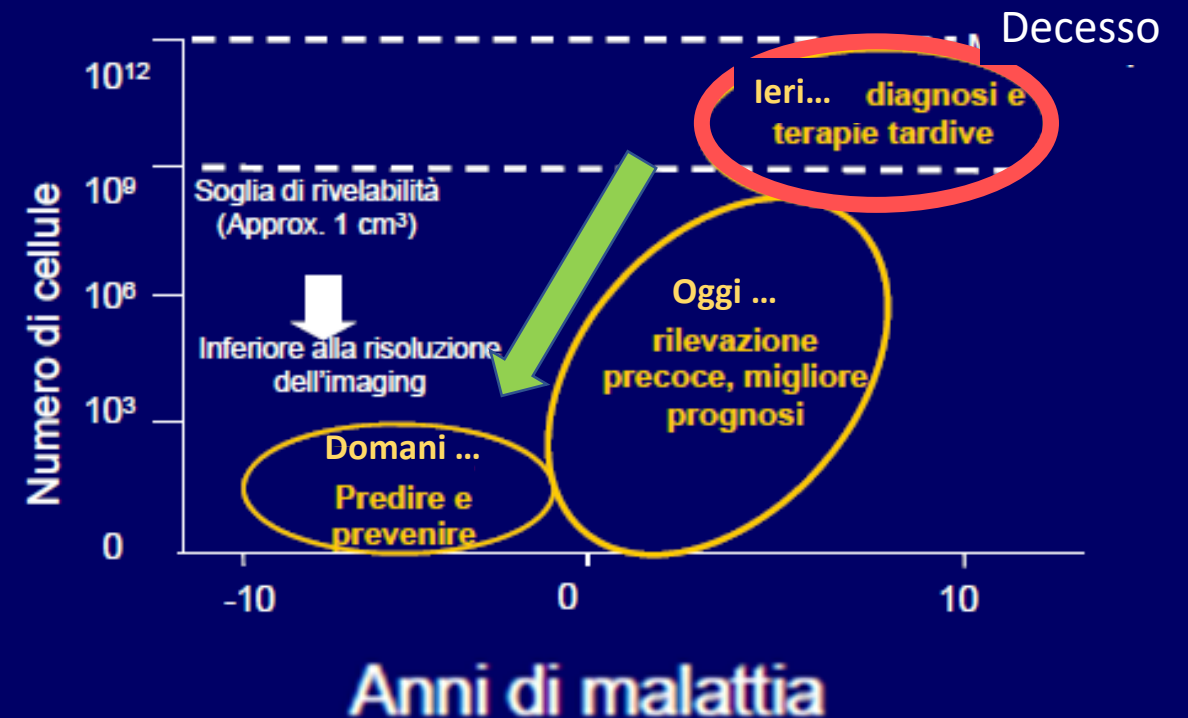 Decesso
10¹²
Ieri… diagnosi e
terapie tardive
10⁹
Soglia di rivelabilità
(Approx. 1 cm³)
Oggi …
rilevazione
precoce, migliore
prognosi
10⁶
Inferiore alla risoluzione
dell'imaging
10³
Domani …
Predire e
prevenire
0
Numero di cellule
-10
0
10
Anni di malattia